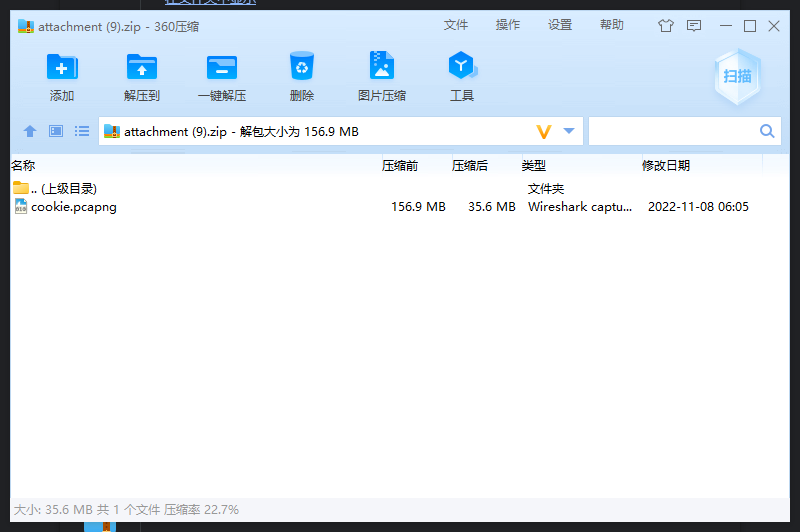 attachment (9).zip - 360压缩
文件 操作 设置 帮助
扫描
添加 解压到 一键解压 删除 图片压缩 工具
attachment (9).zip - 解包大小为 156.9 MB
名称 压缩前 压缩后 类型 修改日期
.. (上级目录) 文件夹
cookie.pcapng 156.9 MB 35.6 MB Wireshark captu... 2022-11-08 06:05
大小: 35.6 MB 共 1 个文件 压缩率 22.7%